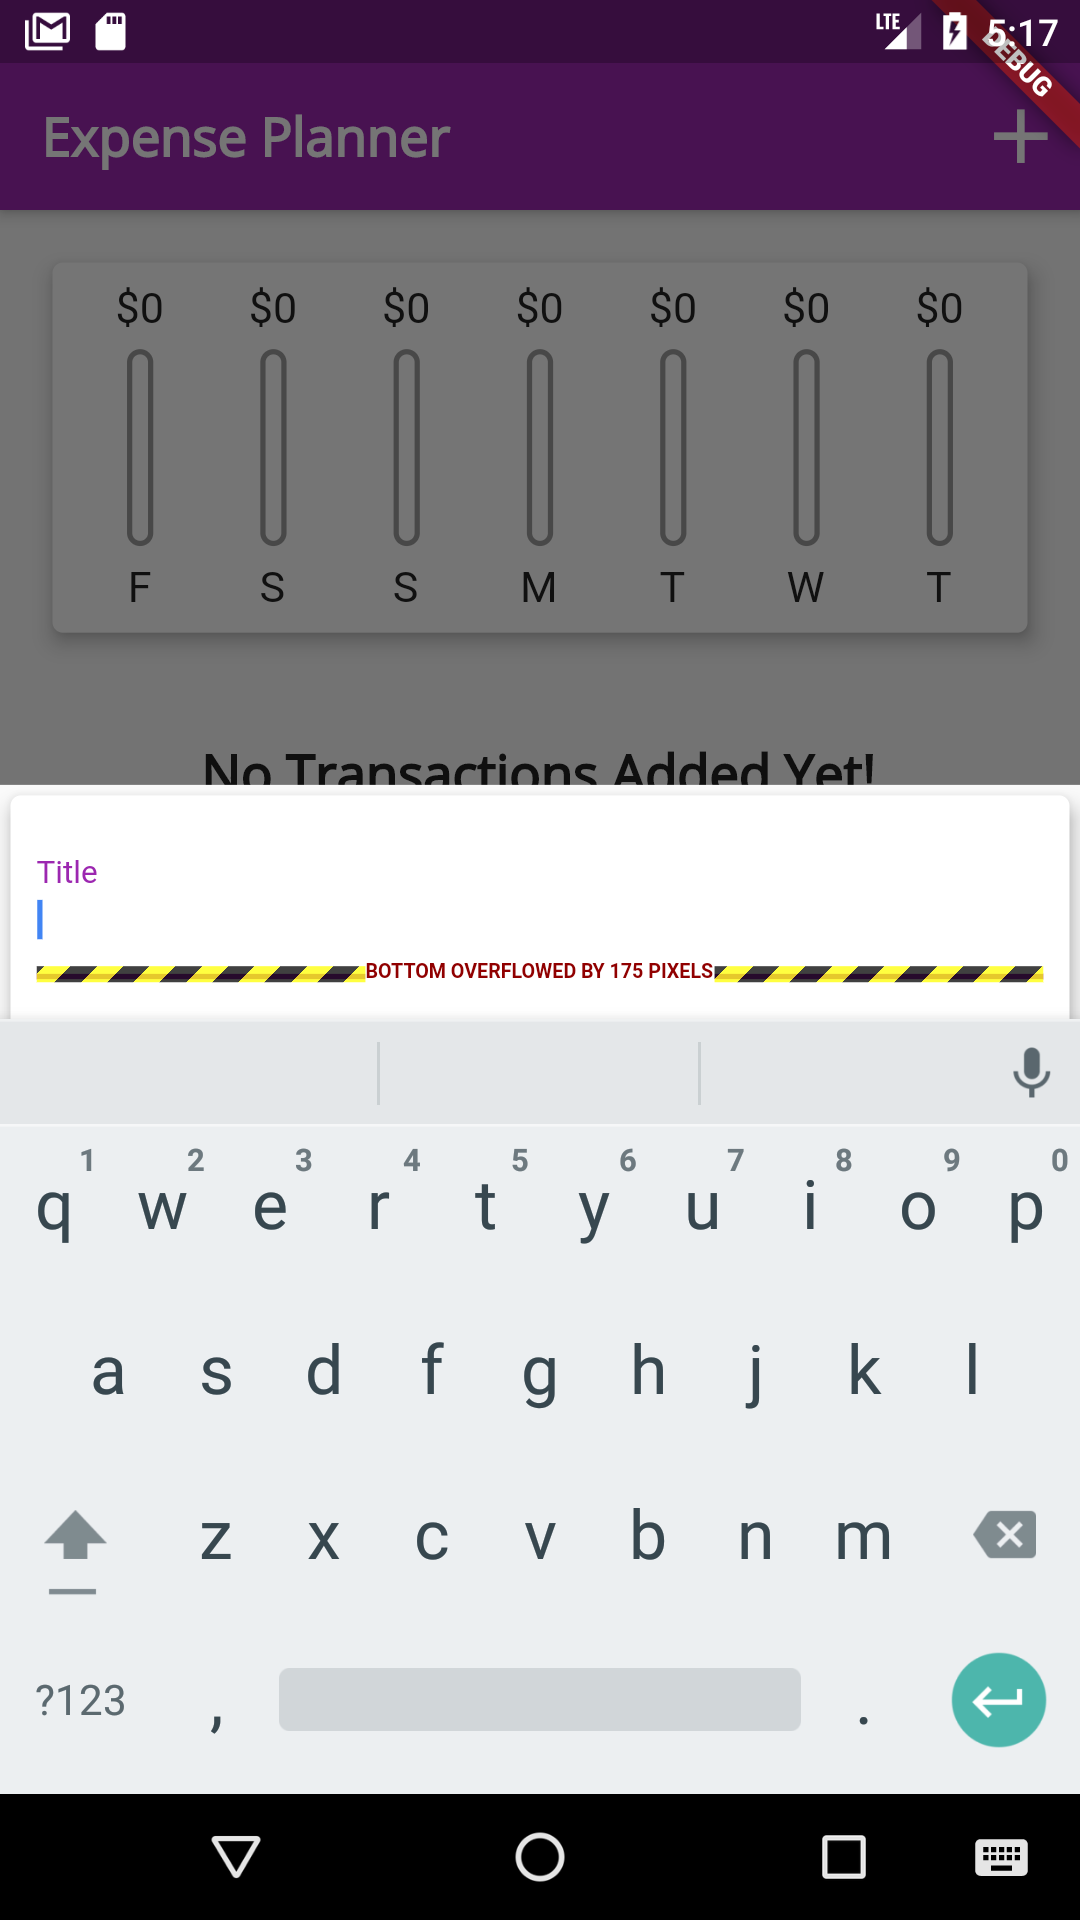 LTE 5:17
DEBUG
Expense Planner
$0 $0 $0 $0 $0 $0 $0
F S S M T W T
No Transactions Added Yet!
Title
BOTTOM OVERFLOWED BY 175 PIXELS
1 2 3 4 5 6 7 8 9 0
q w e r t y u i o p
a s d f g h j k l
z x c v b n m
?123 , .